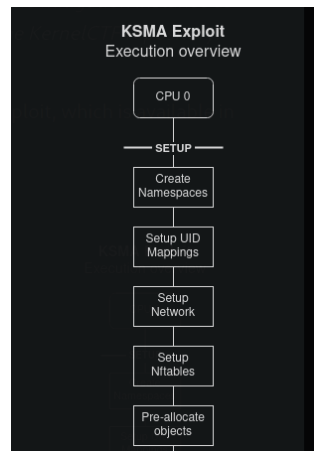 KSMA Exploit
Execution overview
CPU 0
SETUP
Create
Namespaces
Setup UID
Mappings
Setup
Network
Setup
Nftables
Pre-allocate
objects